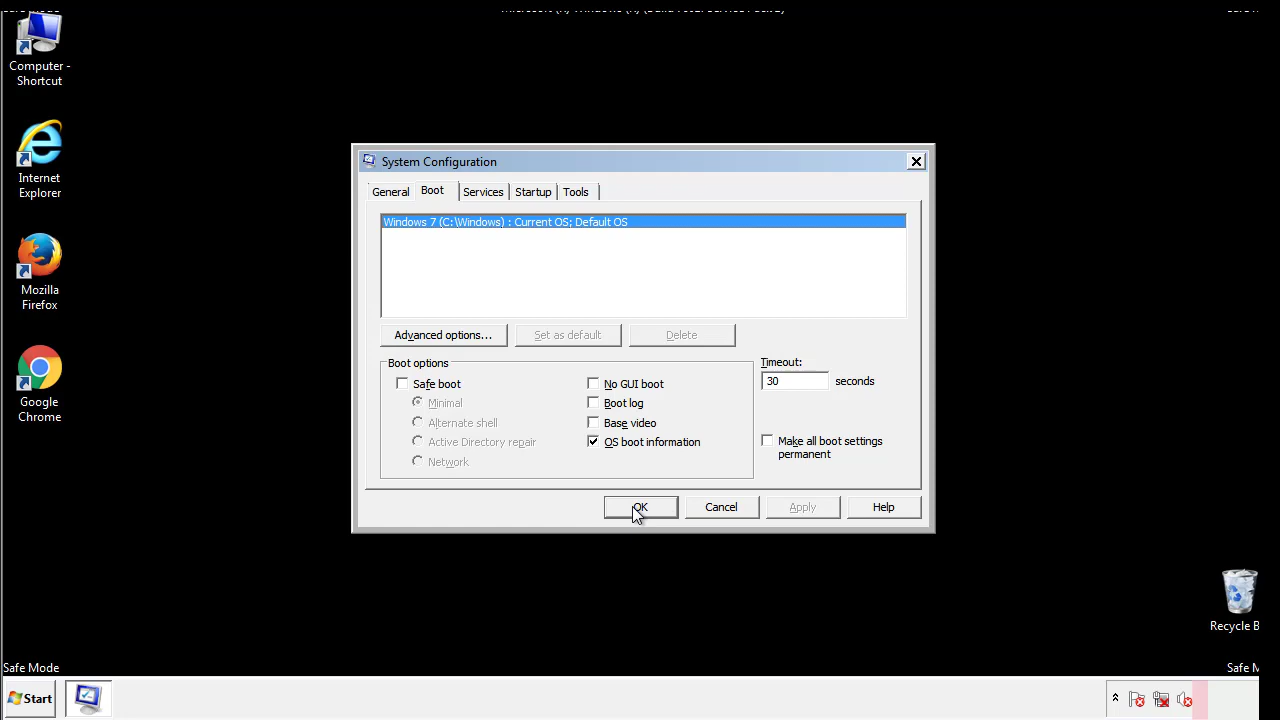 Computer -
Shortcut
Internet
Explorer
Mozilla
Firefox
Google
Chrome
System Configuration
General Boot Services Startup Tools
Windows 7 (C:\Windows) : Current OS; Default OS
Advanced options... Set as default Delete
Boot options
Safe boot
Minimal
Alternate shell
Active Directory repair
Network
No GUI boot
Boot log
Base video
OS boot information
Timeout:
30 seconds
Make all boot settings
permanent
OK Cancel Apply Help
Recycle B
Safe Mode
Safe M
Start